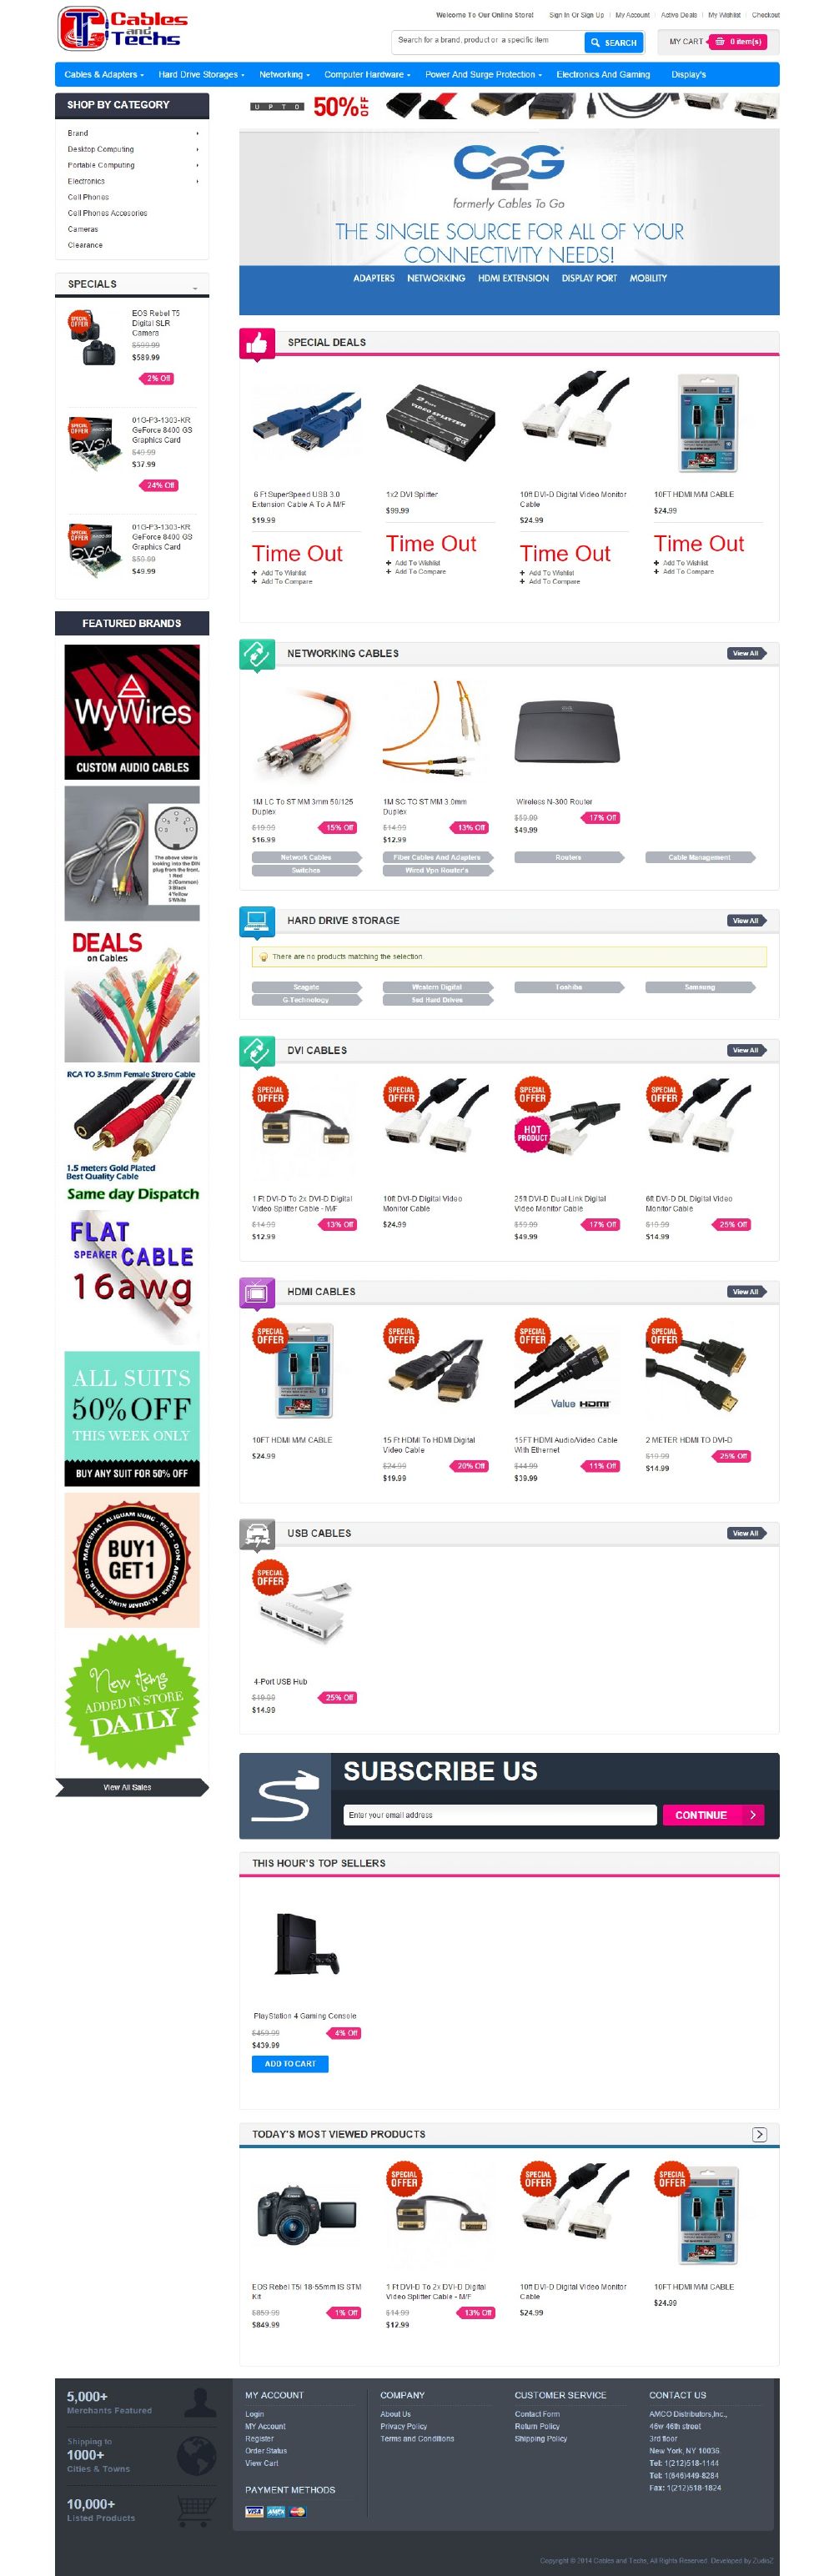 Cables
and
Techs
Welcome To Our Online Store!
Sign In Or Sign Up
My Account
Active Deals
My Wishlist
Checkout
Search for a brand, product or a specific item
SEARCH
MY CART
0 item(s)
Cables & Adapters
Hard Drive Storages
Networking
Computer Hardware
Power And Surge Protection
Electronics And Gaming
Display's
SHOP BY CATEGORY
Brand
Desktop Computing
Portable Computing
Electronics
Cell Phones
Cell Phones Accesories
Cameras
Clearance
UPTO 50% OFF
C2G
formerly Cables To Go
THE SINGLE SOURCE FOR ALL OF YOUR
CONNECTIVITY NEEDS!
ADAPTERS NETWORKING HDMI EXTENSION DISPLAY PORT MOBILITY
SPECIALS
SPECIAL OFFER
EOS Rebel T5
Digital SLR
Camera
$599.99
$589.99
2% Off
SPECIAL OFFER
01G-P3-1303-KR
GeForce 8400 GS
Graphics Card
$49.99
$37.99
24% Off
SPECIAL OFFER
01G-P3-1303-KR
GeForce 8400 GS
Graphics Card
$59.99
$49.99
FEATURED BRANDS
WyWires
CUSTOM AUDIO CABLES
The above view is
looking into the DIN
plug from the front.
1 Red
2 (Common)
3 Black
4 Yellow
5 White
DEALS
on Cables
RCA TO 3.5mm Female Strero Cable
1.5 meters Gold Plated
Best Quality Cable
Same day Dispatch
FLAT
SPEAKER CABLE
16awg
ALL SUITS
50% OFF
THIS WEEK ONLY
BUY ANY SUIT FOR 50% OFF
BUY1
GET1
New items
ADDED IN STORE
DAILY
View All Sales
SPECIAL DEALS
6 Ft SuperSpeed USB 3.0
Extension Cable A To A M/F
$19.99
Time Out
Add To Wishlist
Add To Compare
1x2 DVI Splitter
$99.99
Time Out
Add To Wishlist
Add To Compare
10ft DVI-D Digital Video Monitor
Cable
$24.99
Time Out
Add To Wishlist
Add To Compare
10FT HDMI M/M CABLE
$24.99
Time Out
Add To Wishlist
Add To Compare
NETWORKING CABLES
View All
1M LC To ST MM 3mm 50/125
Duplex
$19.99
15% Off
$16.99
1M SC TO ST MM 3.0mm
Duplex
$14.99
13% Off
$12.99
Wireless N-300 Router
$59.99
17% Off
$49.99
Network Cables
Fiber Cables And Adapters
Routers
Cable Management
Switches
Wired Vpn Router's
HARD DRIVE STORAGE
View All
There are no products matching the selection.
Seagate
Western Digital
Toshiba
Samsung
G.Technology
Ssd Hard Drives
DVI CABLES
View All
SPECIAL OFFER
1 Ft DVI-D To 2x DVI-D Digital
Video Splitter Cable - M/F
$14.99
13% Off
$12.99
SPECIAL OFFER
10ft DVI-D Digital Video
Monitor Cable
$24.99
SPECIAL OFFER
HOT PRODUCT
25ft DVI-D Dual Link Digital
Video Monitor Cable
$59.99
17% Off
$49.99
SPECIAL OFFER
6ft DVI-D DL Digital Video
Monitor Cable
$19.99
25% Off
$14.99
HDMI CABLES
View All
SPECIAL OFFER
10FT HDMI M/M CABLE
$24.99
SPECIAL OFFER
15 Ft HDMI To HDMI Digital
Video Cable
$24.99
20% Off
$19.99
SPECIAL OFFER
Value HDMI
15FT HDMI Audio/Video Cable
With Ethernet
$44.99
11% Off
$39.99
SPECIAL OFFER
2 METER HDMI TO DVI-D
$19.99
25% Off
$14.99
USB CABLES
View All
SPECIAL OFFER
4-Port USB Hub
$19.99
25% Off
$14.99
SUBSCRIBE US
Enter your email address
CONTINUE
THIS HOUR'S TOP SELLERS
PlayStation 4 Gaming Console
$459.99
4% Off
$439.99
ADD TO CART
TODAY'S MOST VIEWED PRODUCTS
EOS Rebel T5i 18-55mm IS STM
Kit
$859.99
1% Off
$849.99
SPECIAL OFFER
1 Ft DVI-D To 2x DVI-D Digital
Video Splitter Cable - M/F
$14.99
13% Off
$12.99
SPECIAL OFFER
10ft DVI-D Digital Video Monitor
Cable
$24.99
SPECIAL OFFER
10FT HDMI M/M CABLE
$24.99
5,000+
Merchants Featured
Shipping to
1000+
Cities & Towns
10,000+
Listed Products
MY ACCOUNT
Login
MY Account
Register
Order Status
View Cart
PAYMENT METHODS
VISA
AMEX
COMPANY
About Us
Privacy Policy
Terms and Conditions
CUSTOMER SERVICE
Contact Form
Return Policy
Shipping Policy
CONTACT US
AMCO Distributors,Inc.,
46w 46th street
3rd floor
New York, NY 10036.
Tel: 1(212)518-1144
Tel: 1(646)449-8284
Fax: 1(212)518-1824
Copyright © 2014 Cables and Techs, All Rights Reserved. Developed by ZudioZ